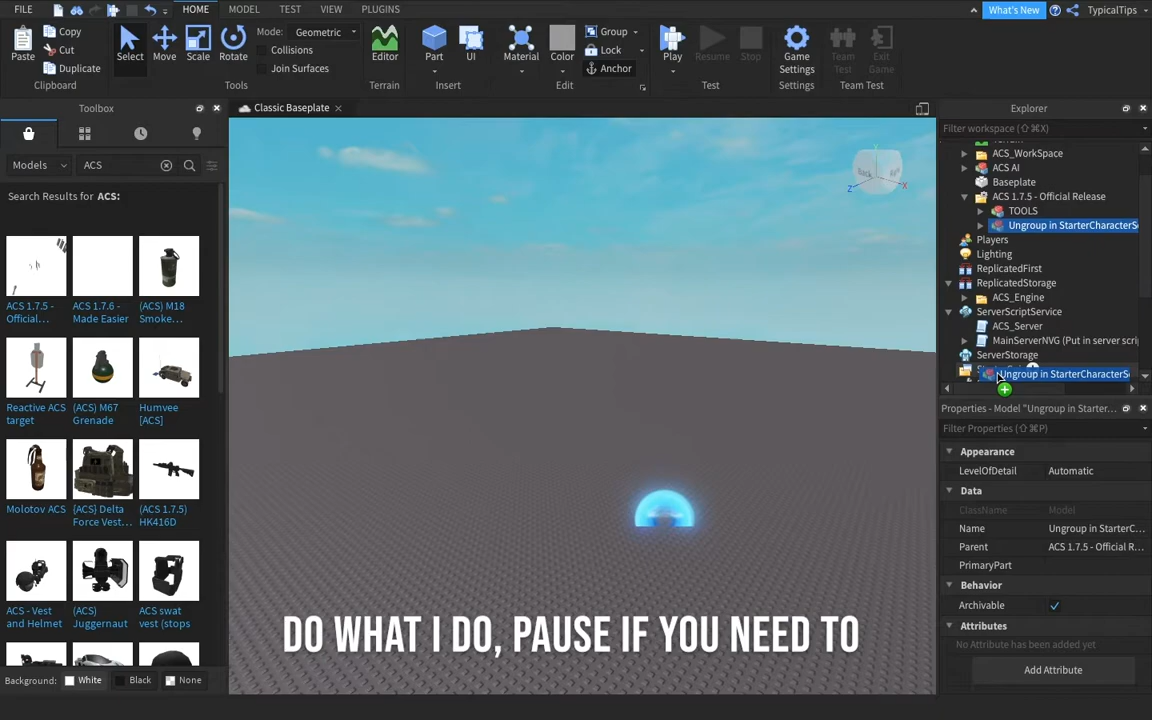 FILE
HOME
MODEL
TEST
VIEW
PLUGINS
What's New
TypicalTips
Paste
Copy
Cut
Duplicate
Clipboard
Select
Move
Scale
Rotate
Mode: Geometric
Collisions
Join Surfaces
Tools
Editor
Terrain
Part
UI
Insert
Material
Color
Group
Lock
Anchor
Edit
Play
Resume
Stop
Test
Game
Settings
Settings
Team
Test
Exit
Game
Team Test
Toolbox
Models
ACS
Search Results for ACS:
ACS 1.7.5 -
Official...
ACS 1.7.6 -
Made Easier
(ACS) M18
Smoke...
Reactive ACS
target
(ACS) M67
Grenade
Humvee
[ACS]
Molotov ACS
{ACS} Delta
Force Vest...
(ACS 1.7.5)
HK416D
ACS - Vest
and Helmet
(ACS)
Juggernaut
ACS swat
vest (stops
Background:
White
Black
None
Classic Baseplate
Back
DO WHAT I DO, PAUSE IF YOU NEED TO
Explorer
Filter workspace (⇧⌘X)
ACS_WorkSpace
ACS AI
Baseplate
ACS 1.7.5 - Official Release
TOOLS
Ungroup in StarterCharacterS
Players
Lighting
ReplicatedFirst
ReplicatedStorage
ACS_Engine
ServerScriptService
ACS_Server
MainServerNVG (Put in server scri
ServerStorage
Ungroup in StarterCharacterS
Properties - Model "Ungroup in Starter...
Filter Properties (⇧⌘P)
Appearance
LevelOfDetail
Automatic
Data
ClassName
Model
Name
Ungroup in StarterC...
Parent
ACS 1.7.5 - Official R...
PrimaryPart
Behavior
Archivable
Attributes
No Attribute has been added yet
Add Attribute